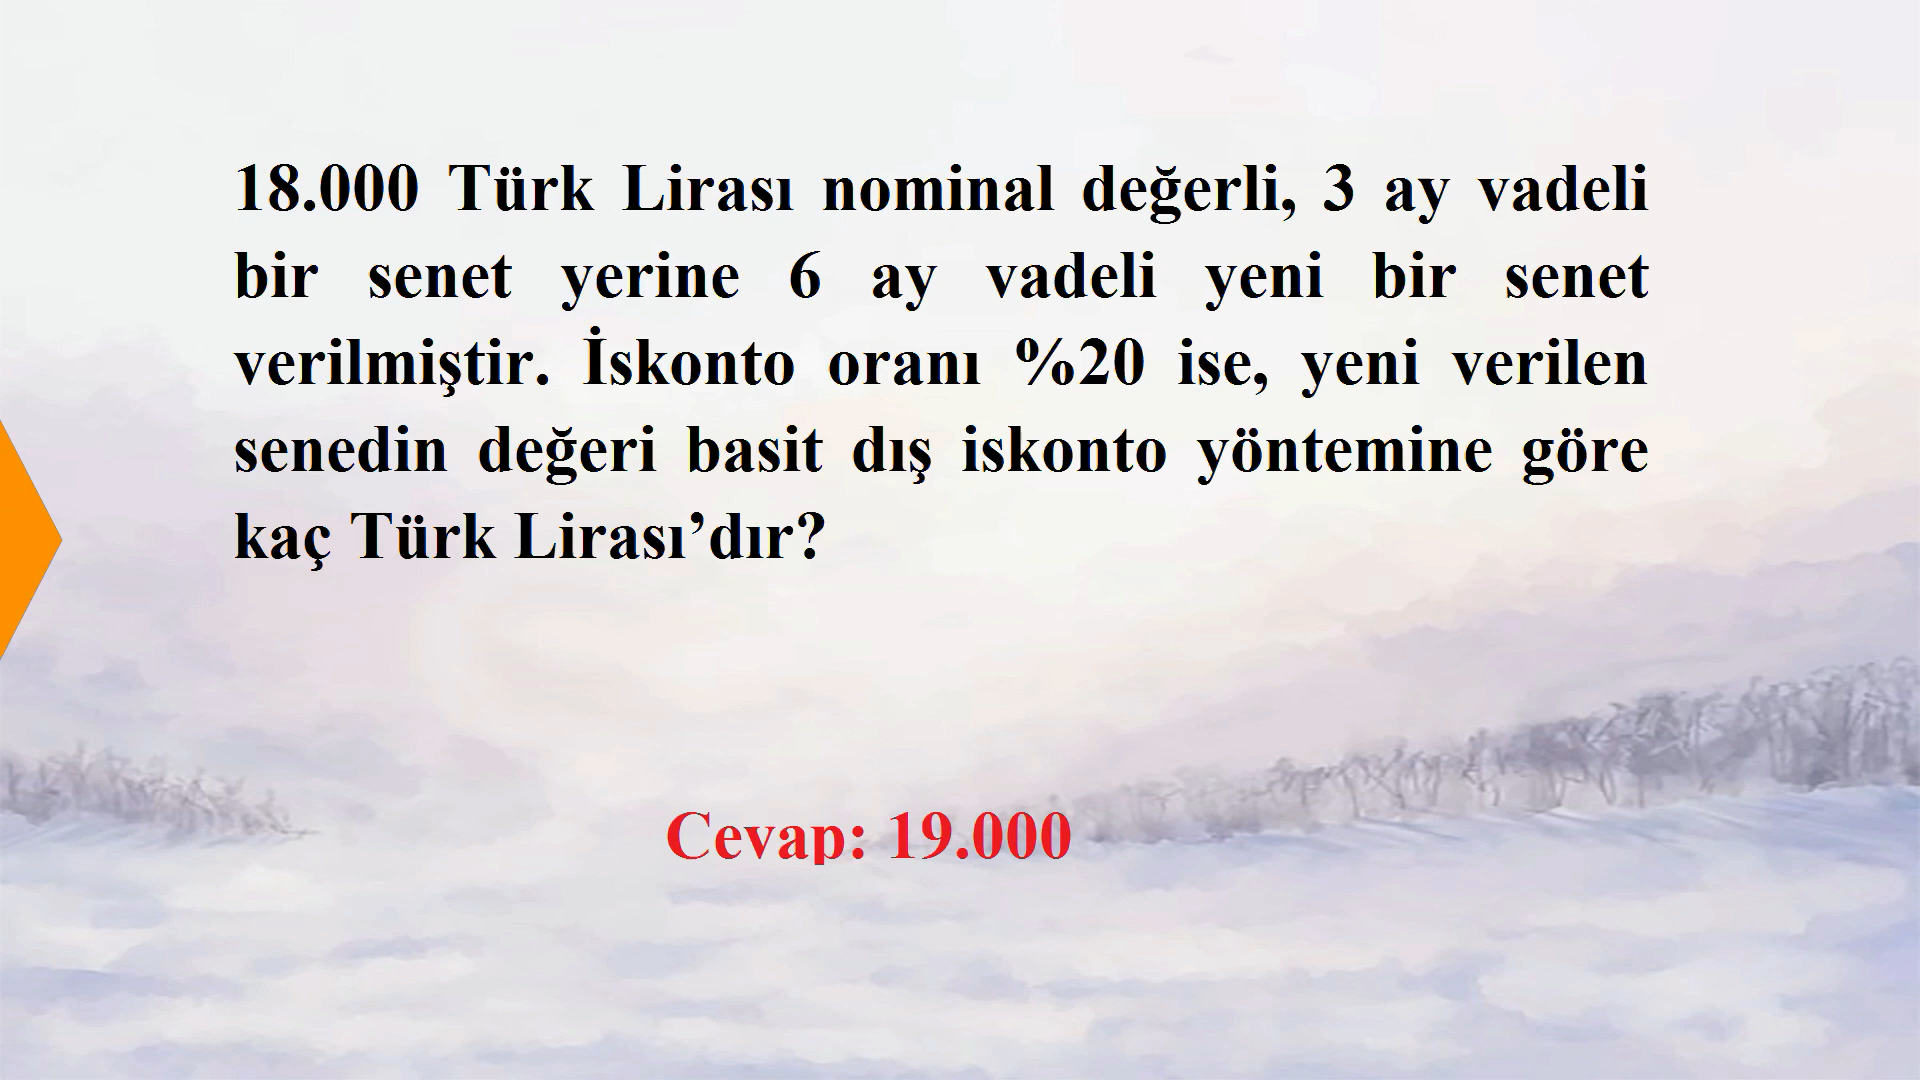 18.000 Türk Lirası nominal değerli, 3 ay vadeli
bir senet yerine 6 ay vadeli yeni bir senet
verilmiştir. İskonto oranı %20 ise, yeni verilen
senedin değeri basit dış iskonto yöntemine göre
kaç Türk Lirası’dır?
Cevap: 19.000